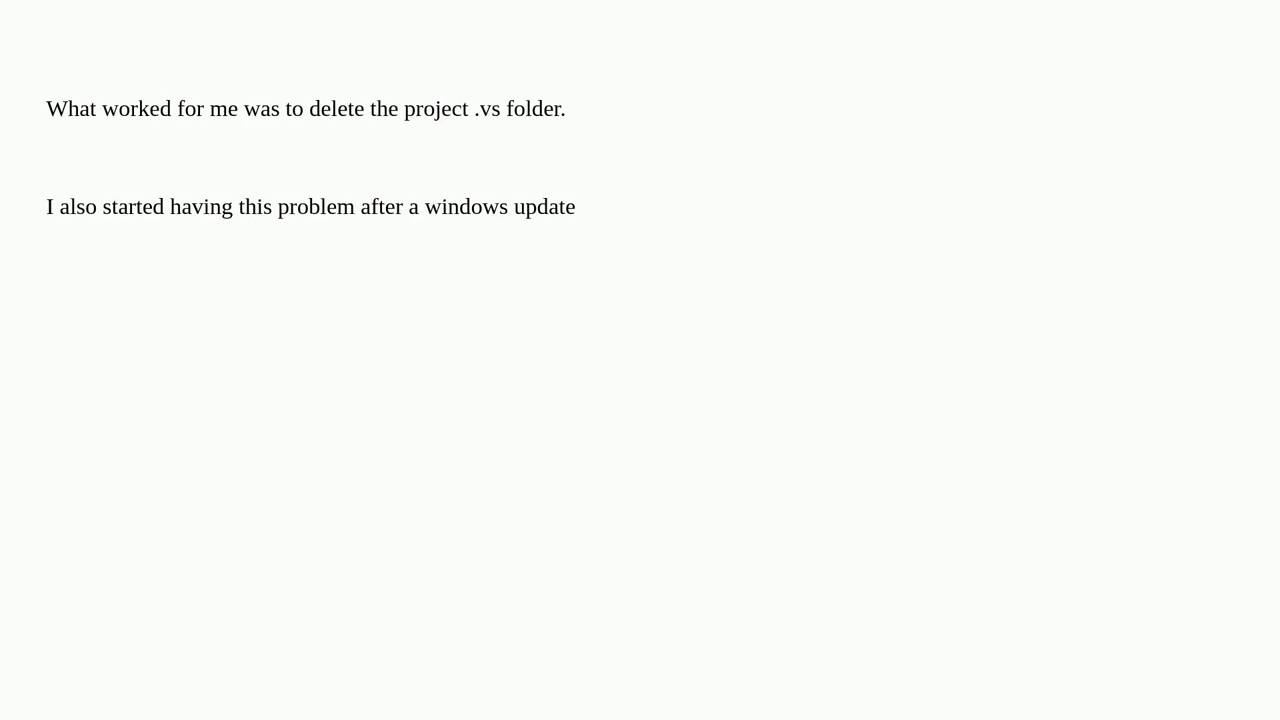 What worked for me was to delete the project .vs folder.
I also started having this problem after a windows update